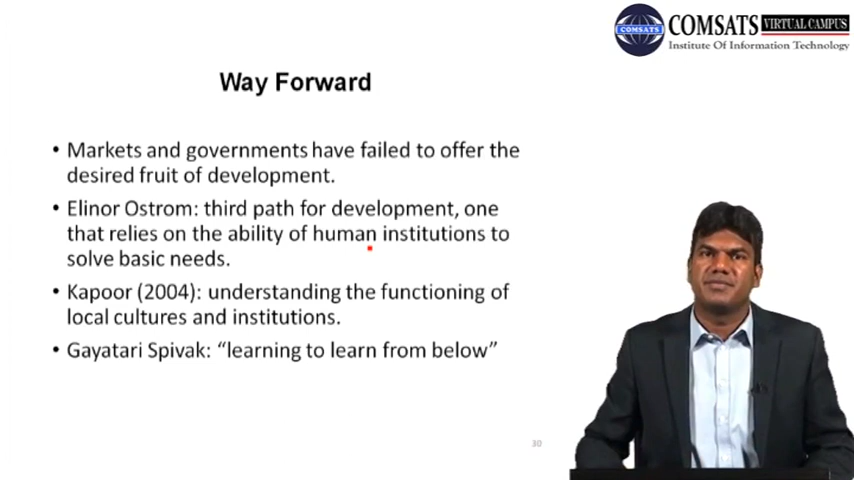 COMSATS
COMSATS VIRTUAL CAMPUS
Institute Of Information Technology
Way Forward
• Markets and governments have failed to offer the
desired fruit of development.
• Elinor Ostrom: third path for development, one
that relies on the ability of human institutions to
solve basic needs.
• Kapoor (2004): understanding the functioning of
local cultures and institutions.
• Gayatari Spivak: “learning to learn from below”
30